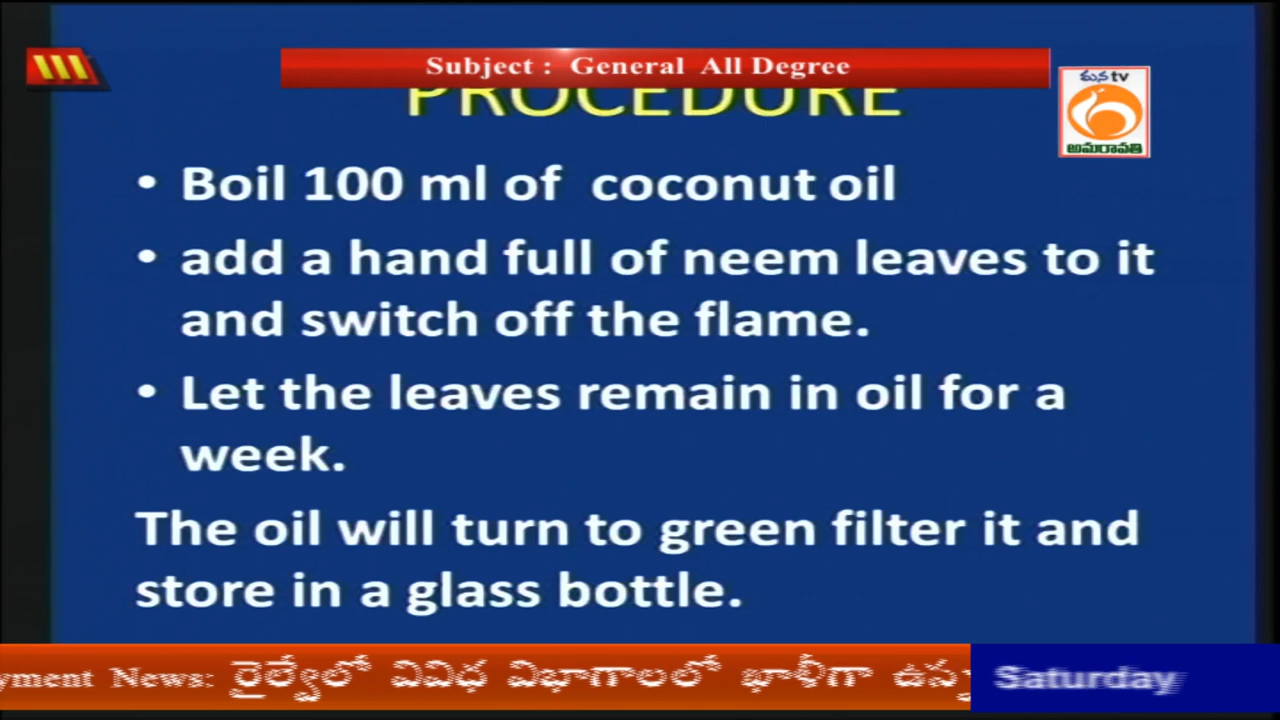 Subject : General All Degree
PROCEDURE
మన tv
అమరావతి
• Boil 100 ml of coconut oil
• add a hand full of neem leaves to it
and switch off the flame.
• Let the leaves remain in oil for a
week.
The oil will turn to green filter it and
store in a glass bottle.
News: రైల్వేలో వివిధ విభాగాలలో ఖాళీగా
Saturday